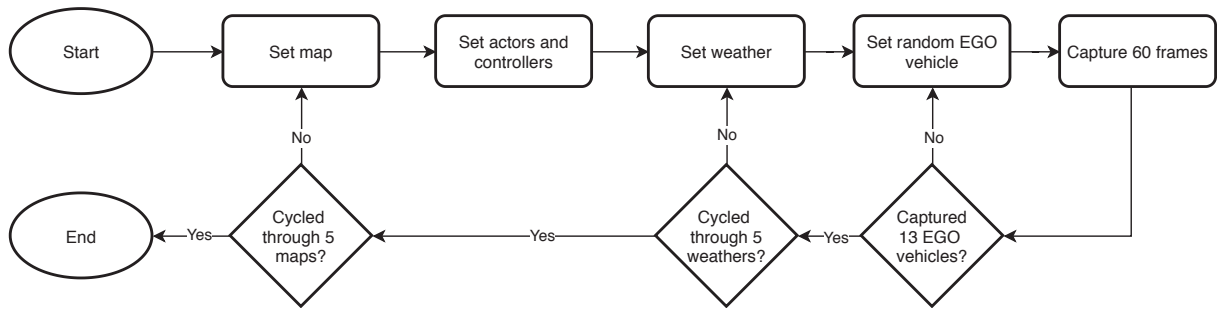 Start
Set map
Set actors and
controllers
Set weather
Set random EGO
vehicle
Capture 60 frames
No
No
No
End
Yes
Cycled
through 5
maps?
Yes
Cycled
through 5
weathers?
Yes
Captured
13 EGO
vehicles?